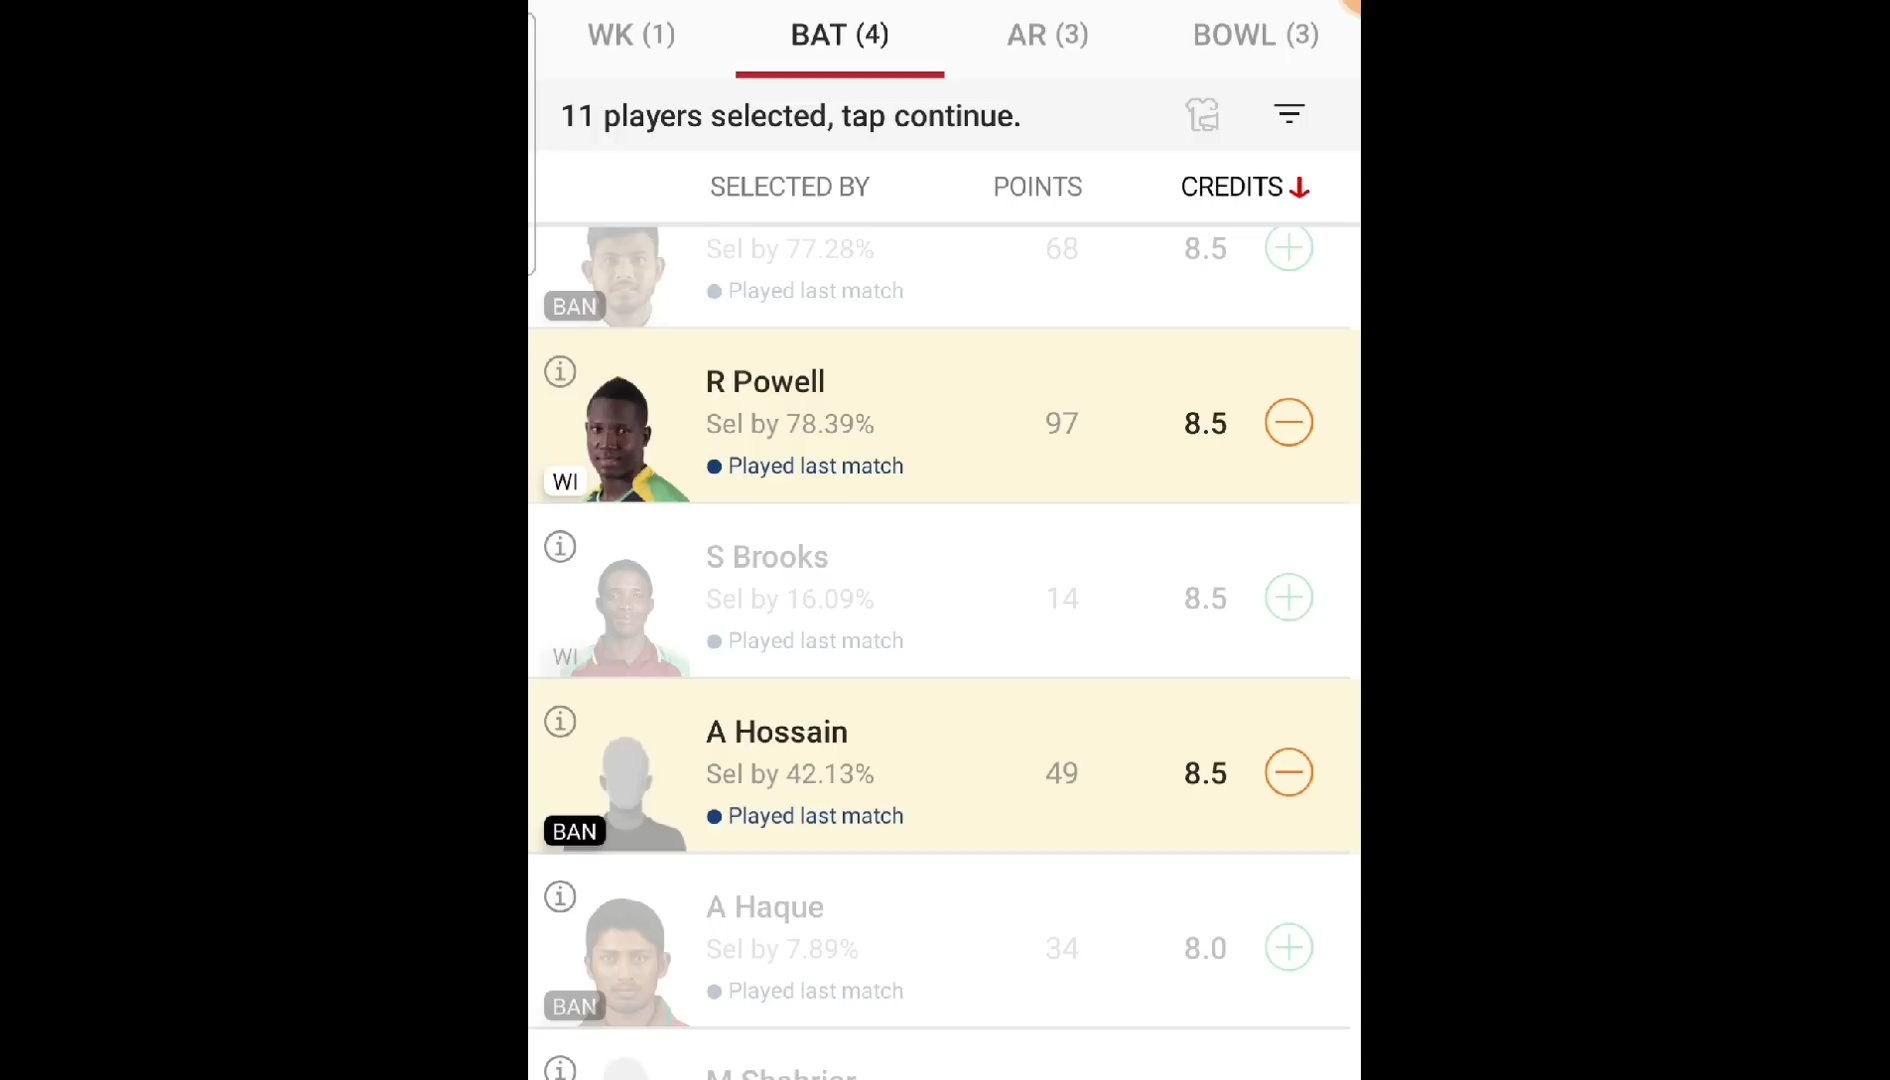 WK (1) BAT (4) AR (3) BOWL (3)
11 players selected, tap continue.
SELECTED BY POINTS CREDITS
Sel by 77.28% 68 8.5
Played last match
BAN
R Powell
Sel by 78.39% 97 8.5
Played last match
WI
S Brooks
Sel by 16.09% 14 8.5
Played last match
WI
A Hossain
Sel by 42.13% 49 8.5
Played last match
BAN
A Haque
Sel by 7.89% 34 8.0
Played last match
BAN
M Shahriar